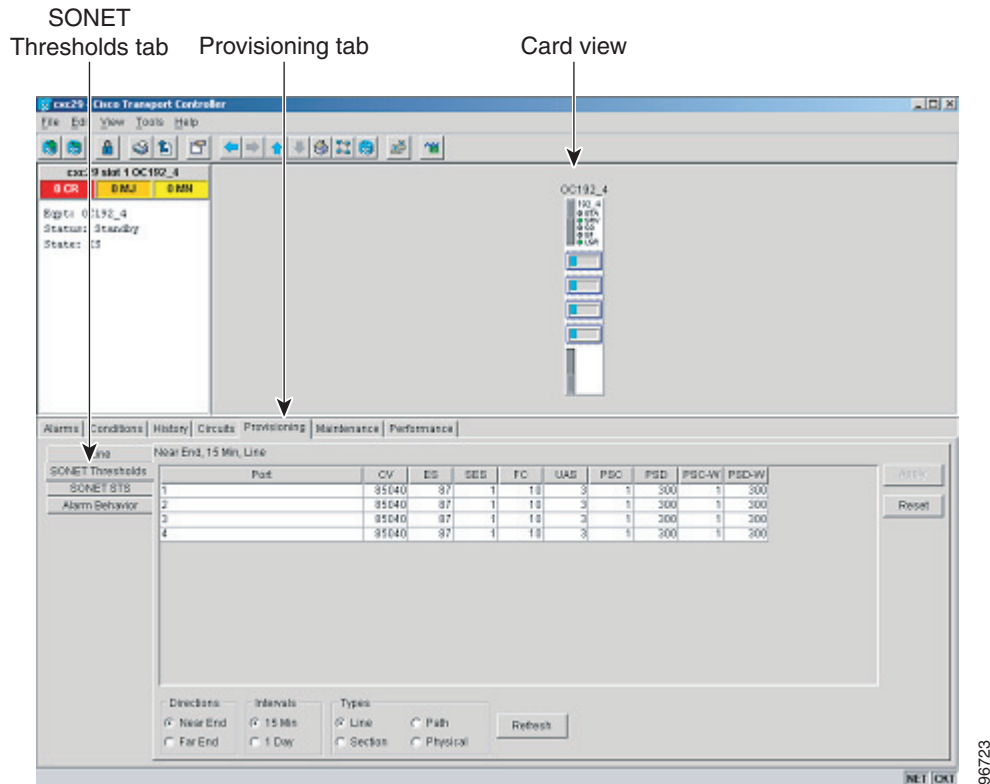 SONET
Thresholds tab
Provisioning tab
Card view
cxc29 - Cisco Transport Controller
File Edit View Tools Help
cxc29 slot 1 OC192_4
0 CR 0 MJ 0 MN
Eqpt: OC192_4
Status: Standby
State: IS
OC192_4
192_4
Alarms Conditions History Circuits Provisioning Maintenance Performance
Line
SONET Thresholds
SONET STS
Alarm Behavior
Near End, 15 Min, Line
Port CV ES SES FC UAS PSC PSD PSC-W PSD-W
1 85040 87 1 10 3 1 300 1 300
2 85040 87 1 10 3 1 300 1 300
3 85040 87 1 10 3 1 300 1 300
4 85040 87 1 10 3 1 300 1 300
Apply
Reset
Directions Intervals Types
Near End 15 Min Line Path
Far End 1 Day Section Physical
Refresh
NET CKT
96723